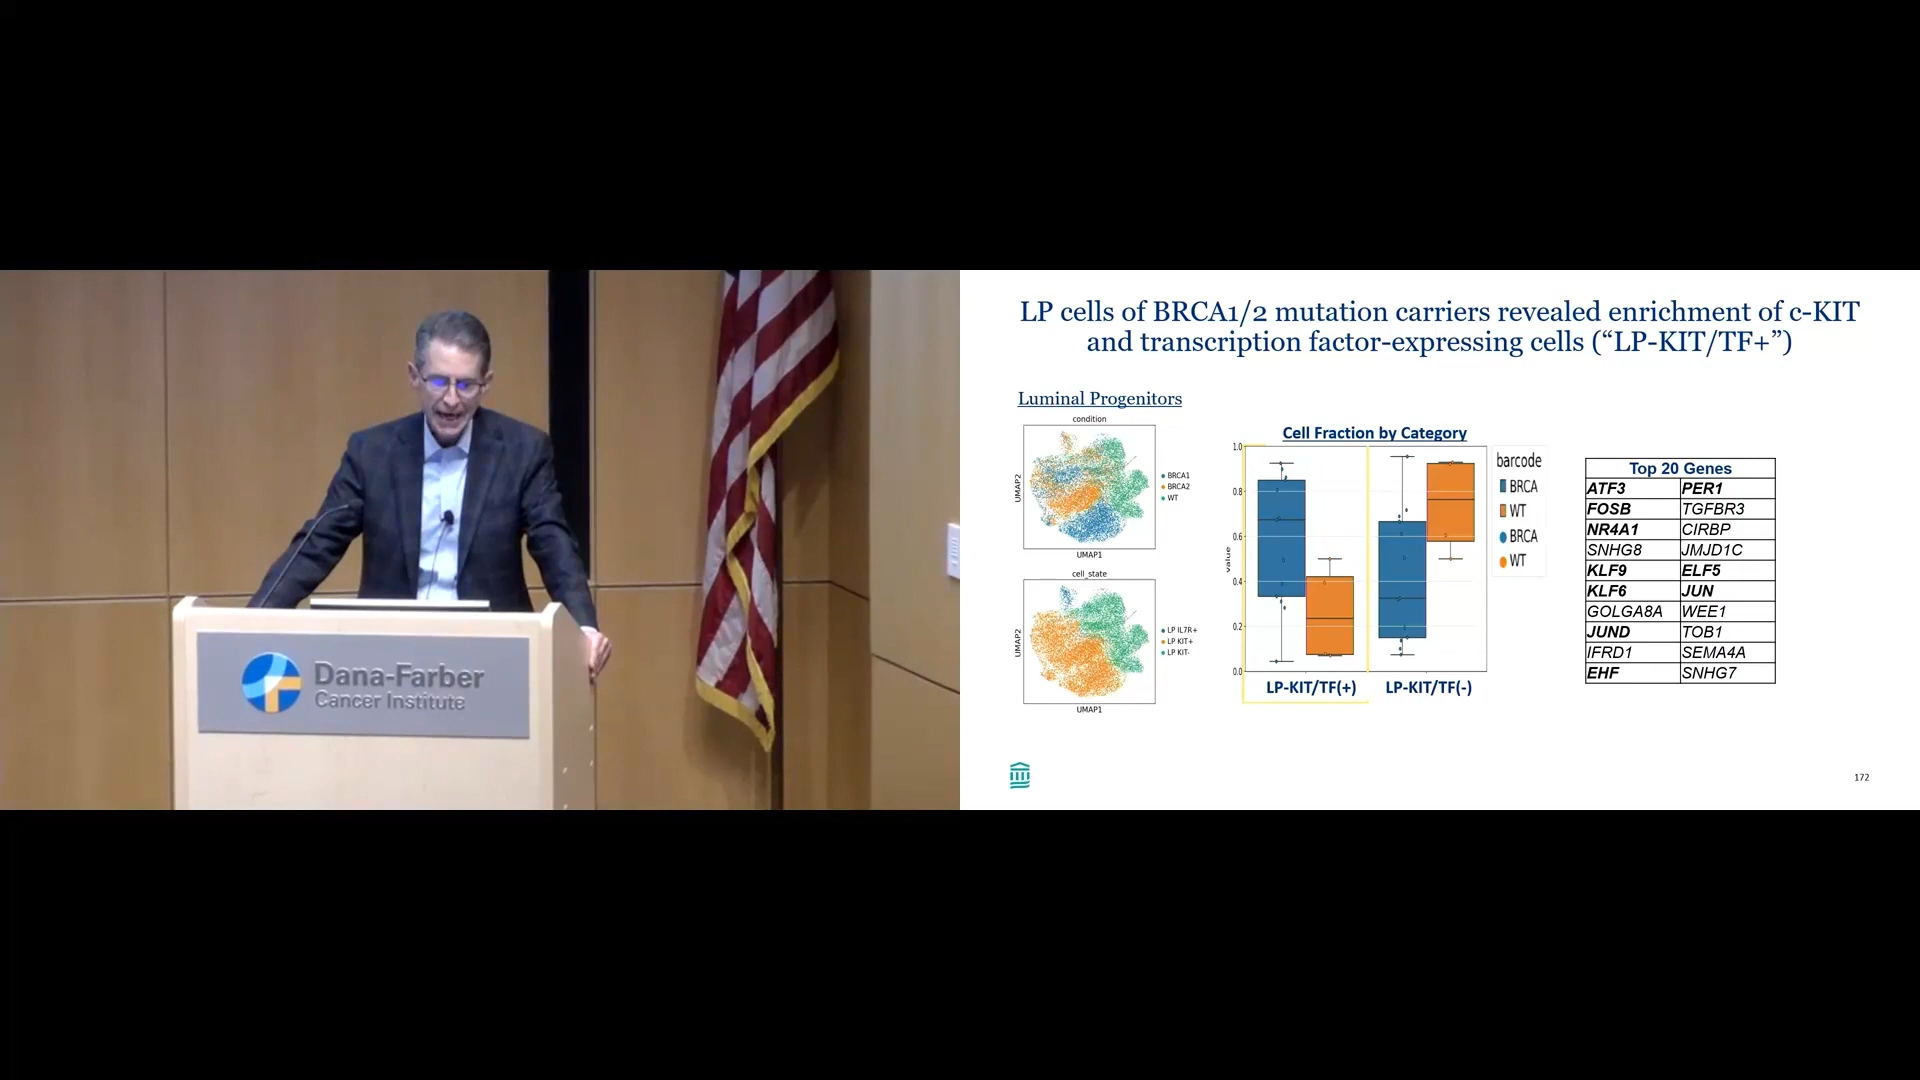 Dana-Farber
Cancer Institute
LP cells of BRCA1/2 mutation carriers revealed enrichment of c-KIT
and transcription factor-expressing cells (“LP-KIT/TF+”)
Luminal Progenitors
condition
UMAP2
UMAP1
BRCA1
BRCA2
WT
cell_state
UMAP2
UMAP1
LP IL7R+
LP KIT+
LP KIT-
Cell Fraction by Category
value
1.0
0.8
0.6
0.4
0.2
0.0
LP-KIT/TF(+) LP-KIT/TF(-)
barcode
BRCA
WT
BRCA
WT
Top 20 Genes
ATF3 PER1
FOSB TGFBR3
NR4A1 CIRBP
SNHG8 JMJD1C
KLF9 ELF5
KLF6 JUN
GOLGA8A WEE1
JUND TOB1
IFRD1 SEMA4A
EHF SNHG7
172